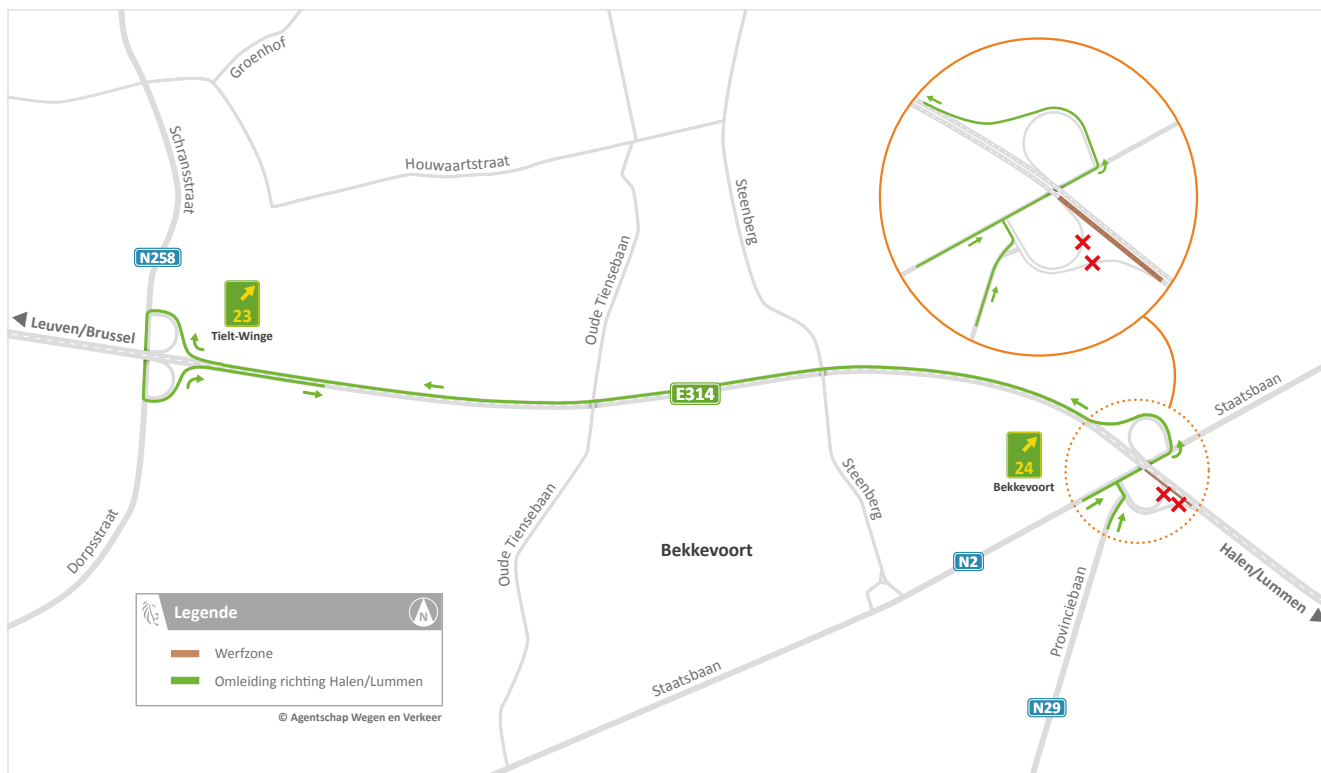 Groenhof
Schransstraat
Houwaartstraat
Steenberg
Oude Tiensebaan
N258
23
Tielt-Winge
Leuven/Brussel
E314
Staatsbaan
24
Bekkevoort
Steenberg
Oude Tiensebaan
Dorpsstraat
Bekkevoort
N2
Halen/Lummen
Provinciebaan
Staatsbaan
N29
Legende
N
Werfzone
Omleiding richting Halen/Lummen
© Agentschap Wegen en Verkeer